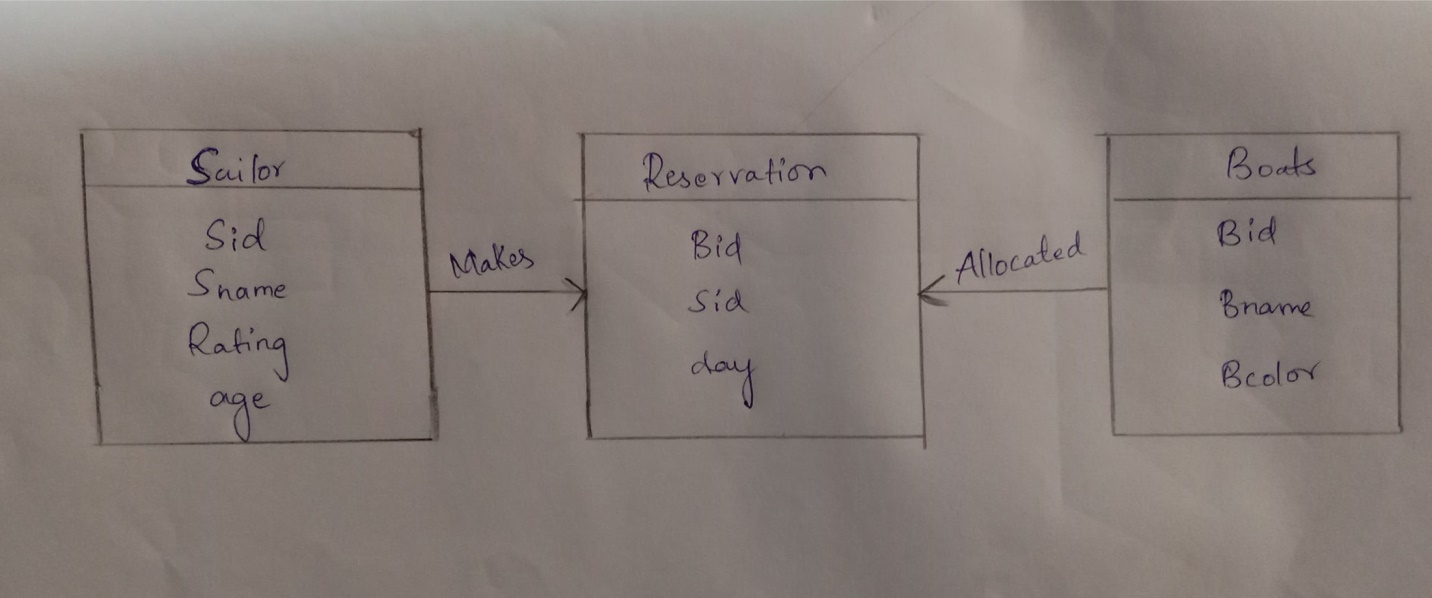 Sailor
Sid
Sname
Rating
age
Makes
Reservation
Bid
Sid
day
Allocated
Boats
Bid
Bname
Bcolor